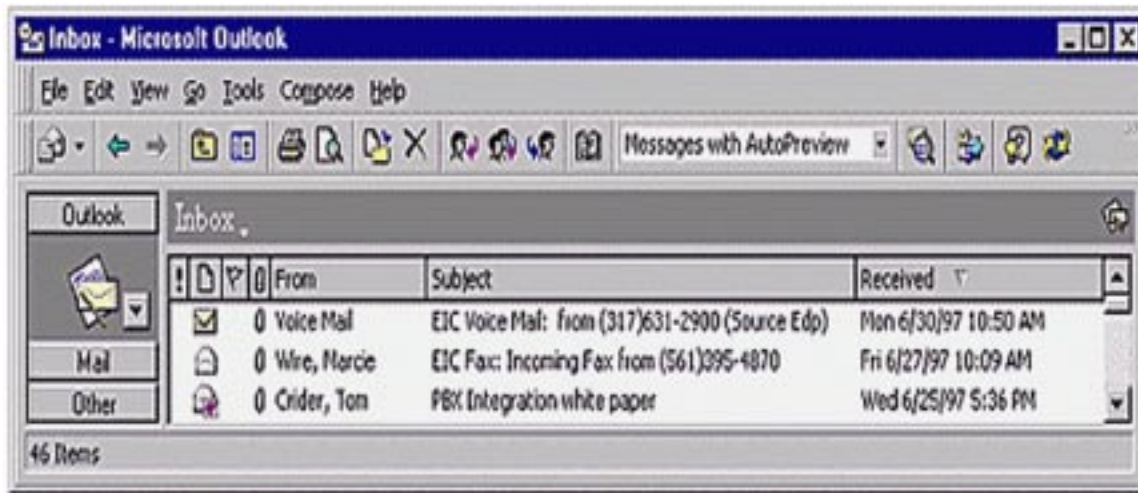 Inbox - Microsoft Outlook
File Edit View Go Tools Compose Help
Messages with AutoPreview
Outlook
Inbox
! From Subject Received
Voice Mail EIC Voice Mail: from (317)631-2900 (Source Edp) Mon 6/30/97 10:50 AM
Mail
Wire, Marcie EIC Fax: Incoming Fax from (561)395-4870 Fri 6/27/97 10:09 AM
Other
Crider, Tom PBX Integration white paper Wed 6/25/97 5:36 PM
46 Items